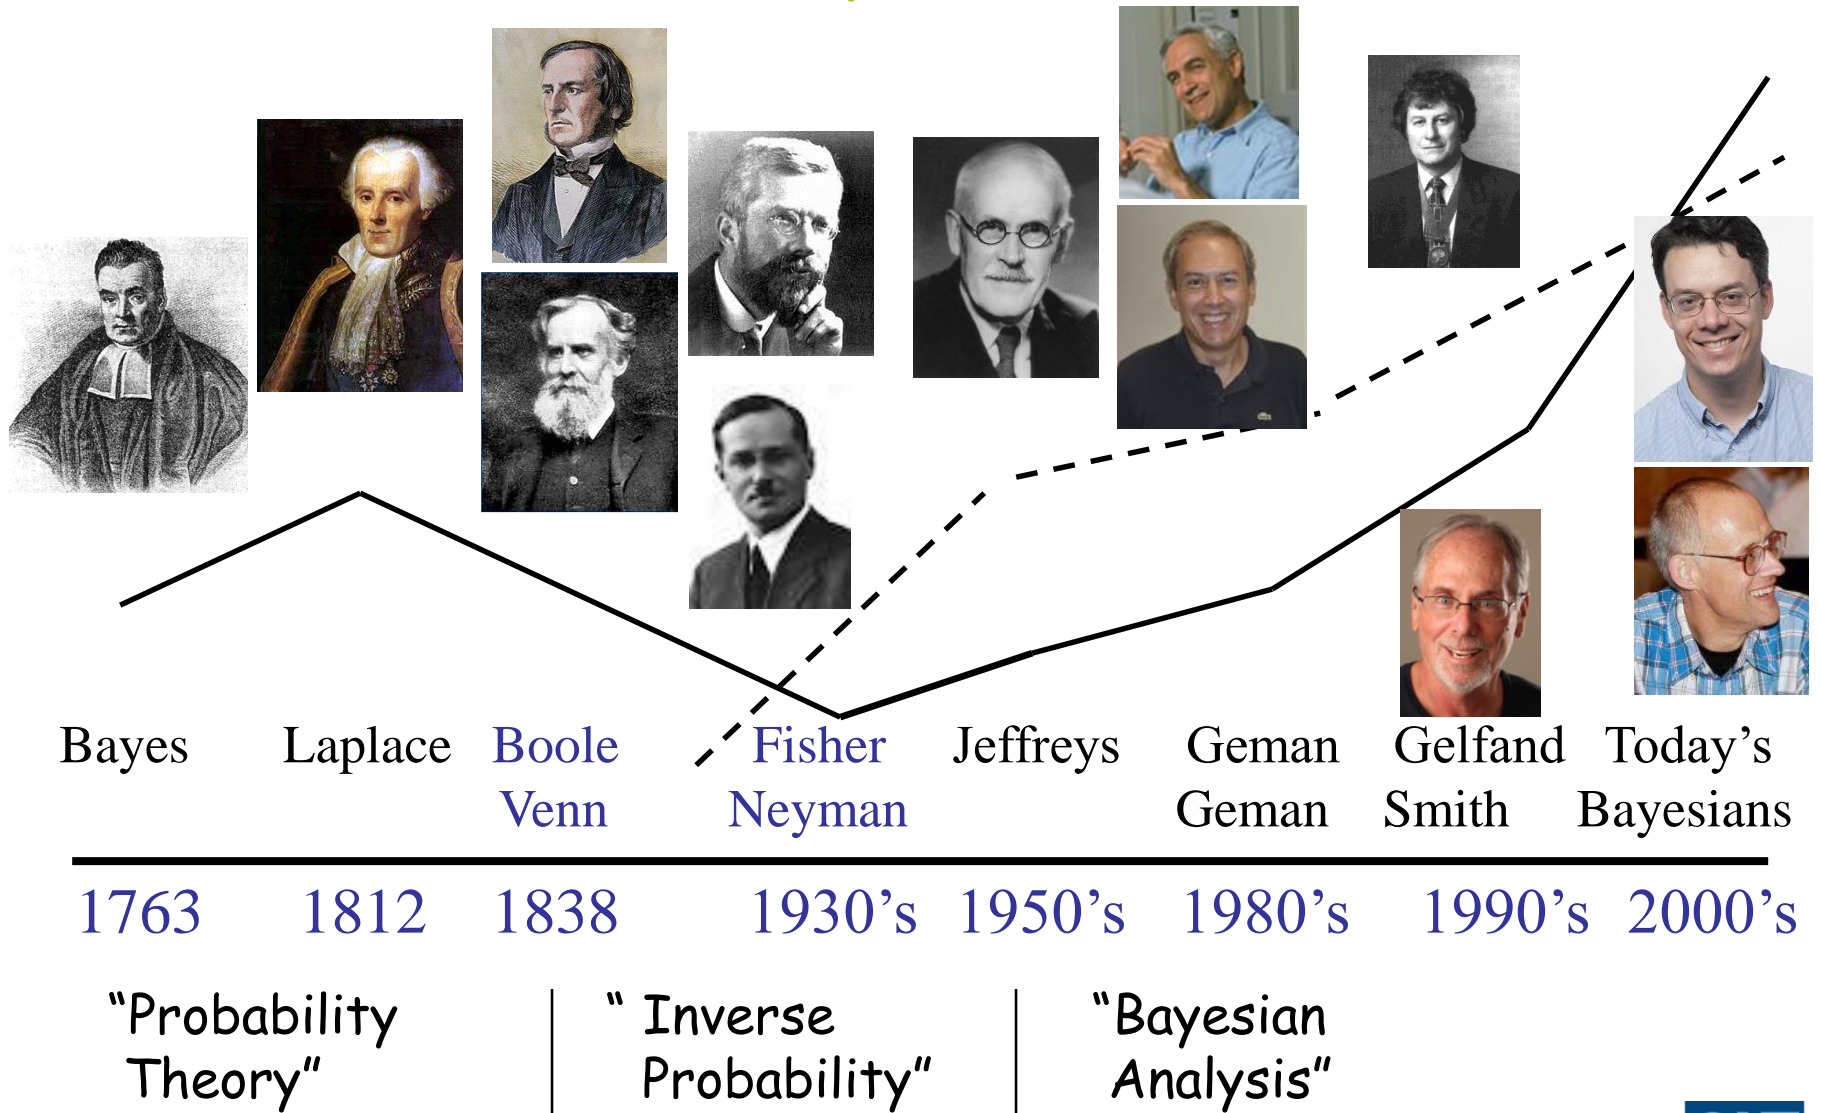 Bayes Laplace Boole Fisher Jeffreys Geman Gelfand Today’s
Venn Neyman Geman Smith Bayesians
1763 1812 1838 1930’s 1950’s 1980’s 1990’s 2000’s
“Probability “ Inverse “Bayesian
Theory” Probability” Analysis”